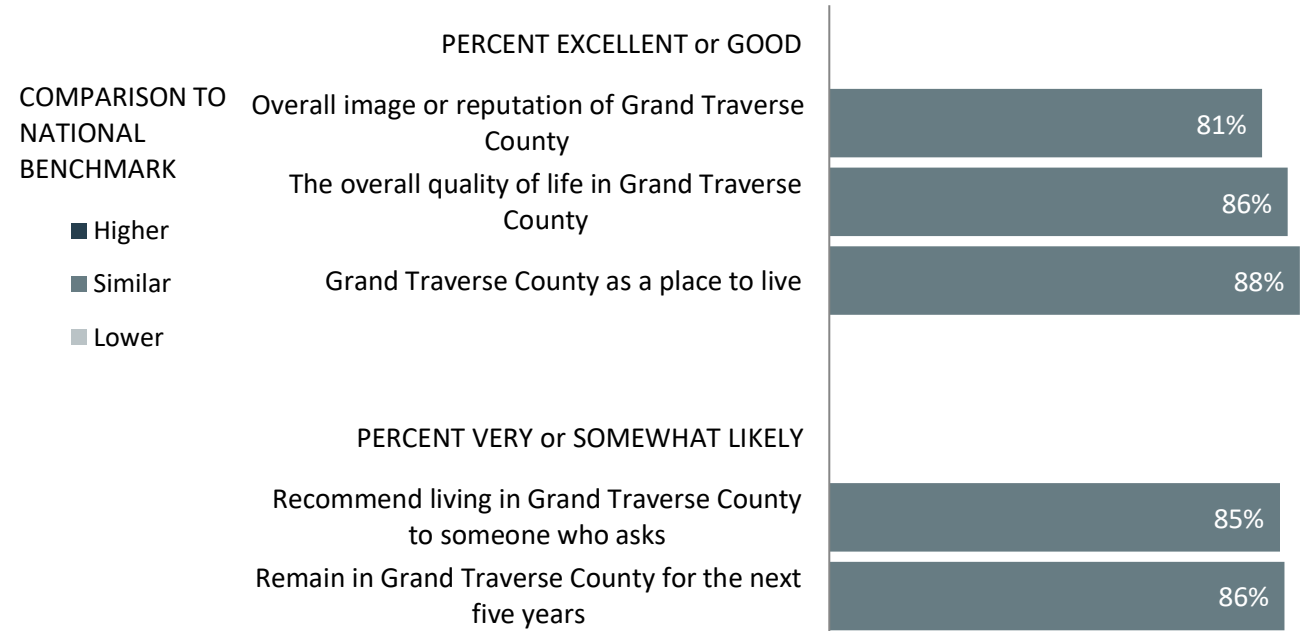 PERCENT EXCELLENT or GOOD
COMPARISON TO
NATIONAL
BENCHMARK
Higher
Similar
Lower
Overall image or reputation of Grand Traverse
County
81%
The overall quality of life in Grand Traverse
County
86%
Grand Traverse County as a place to live
88%
PERCENT VERY or SOMEWHAT LIKELY
Recommend living in Grand Traverse County
to someone who asks
85%
Remain in Grand Traverse County for the next
five years
86%